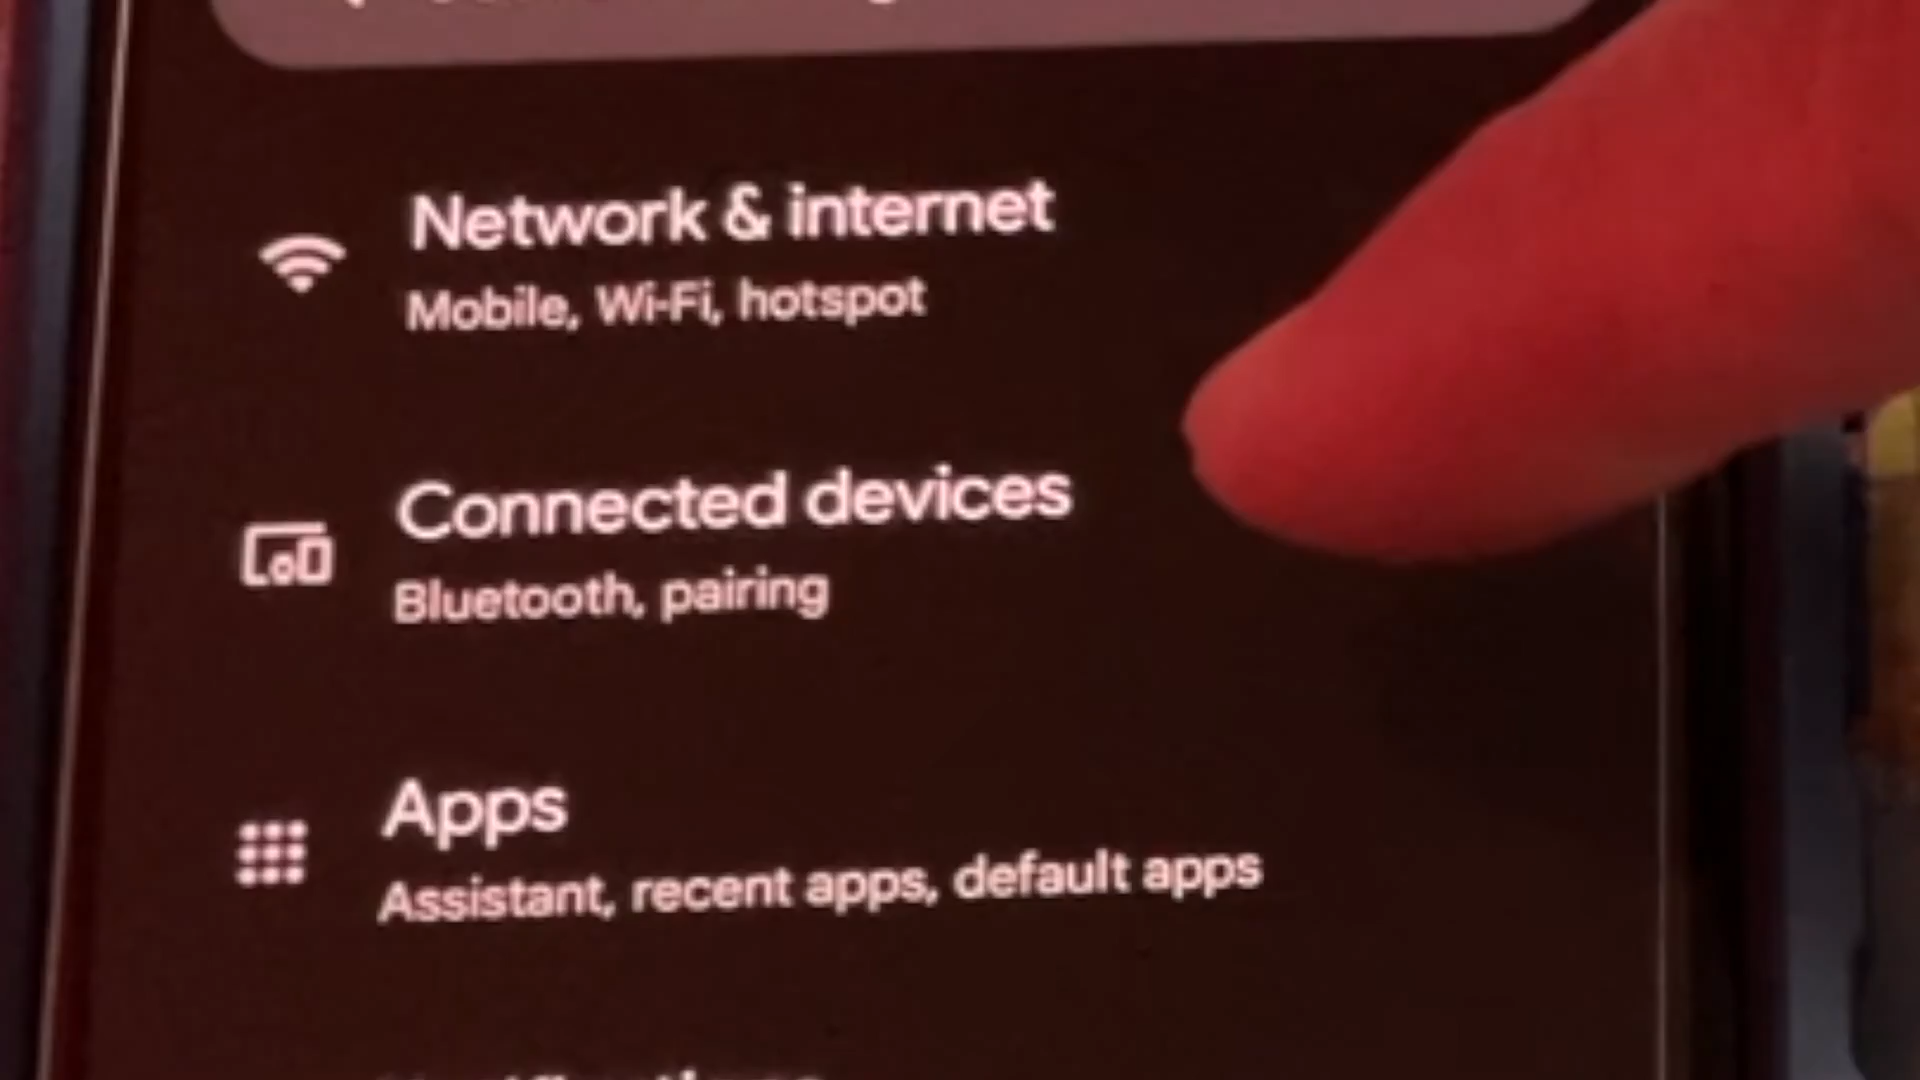 Network & internet
Mobile, Wi-Fi, hotspot
Connected devices
Bluetooth, pairing
Apps
Assistant, recent apps, default apps